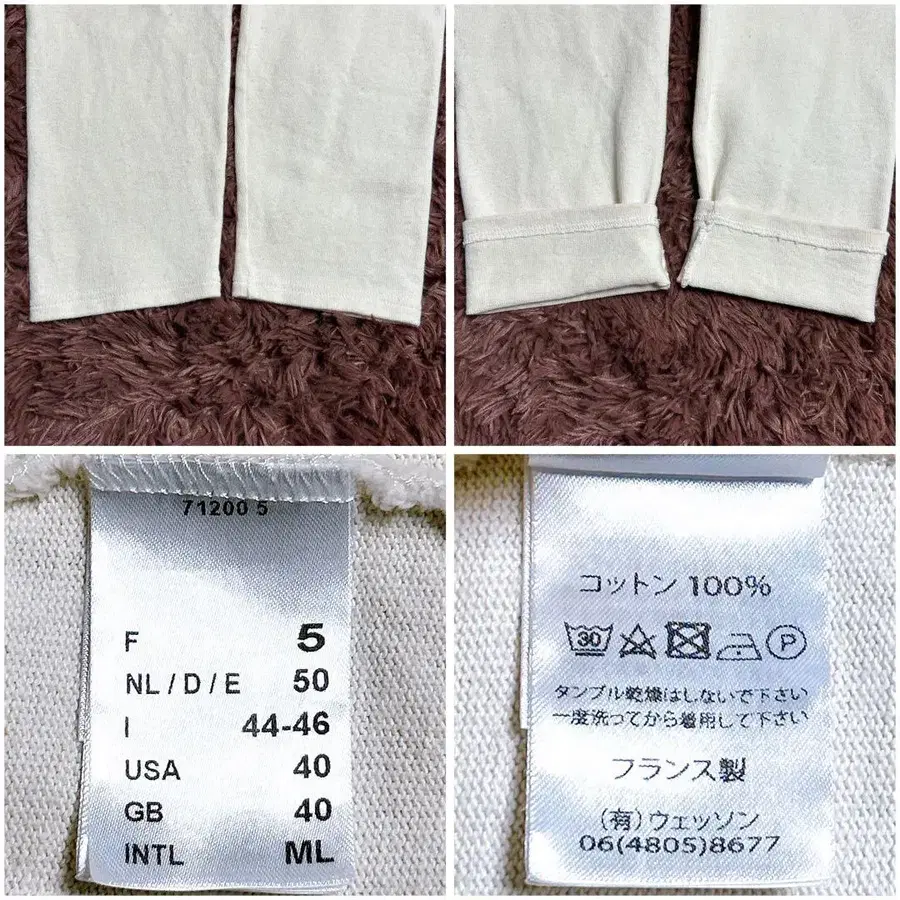 71200 5
F 5
NL / D / E 50
I 44-46
USA 40
GB 40
INTL ML
コットン 100%
30 P
タンブル乾燥はしないで下さい
一度洗ってから着用して下さい
フランス製
(有)ウェッソン
06(4805)8677